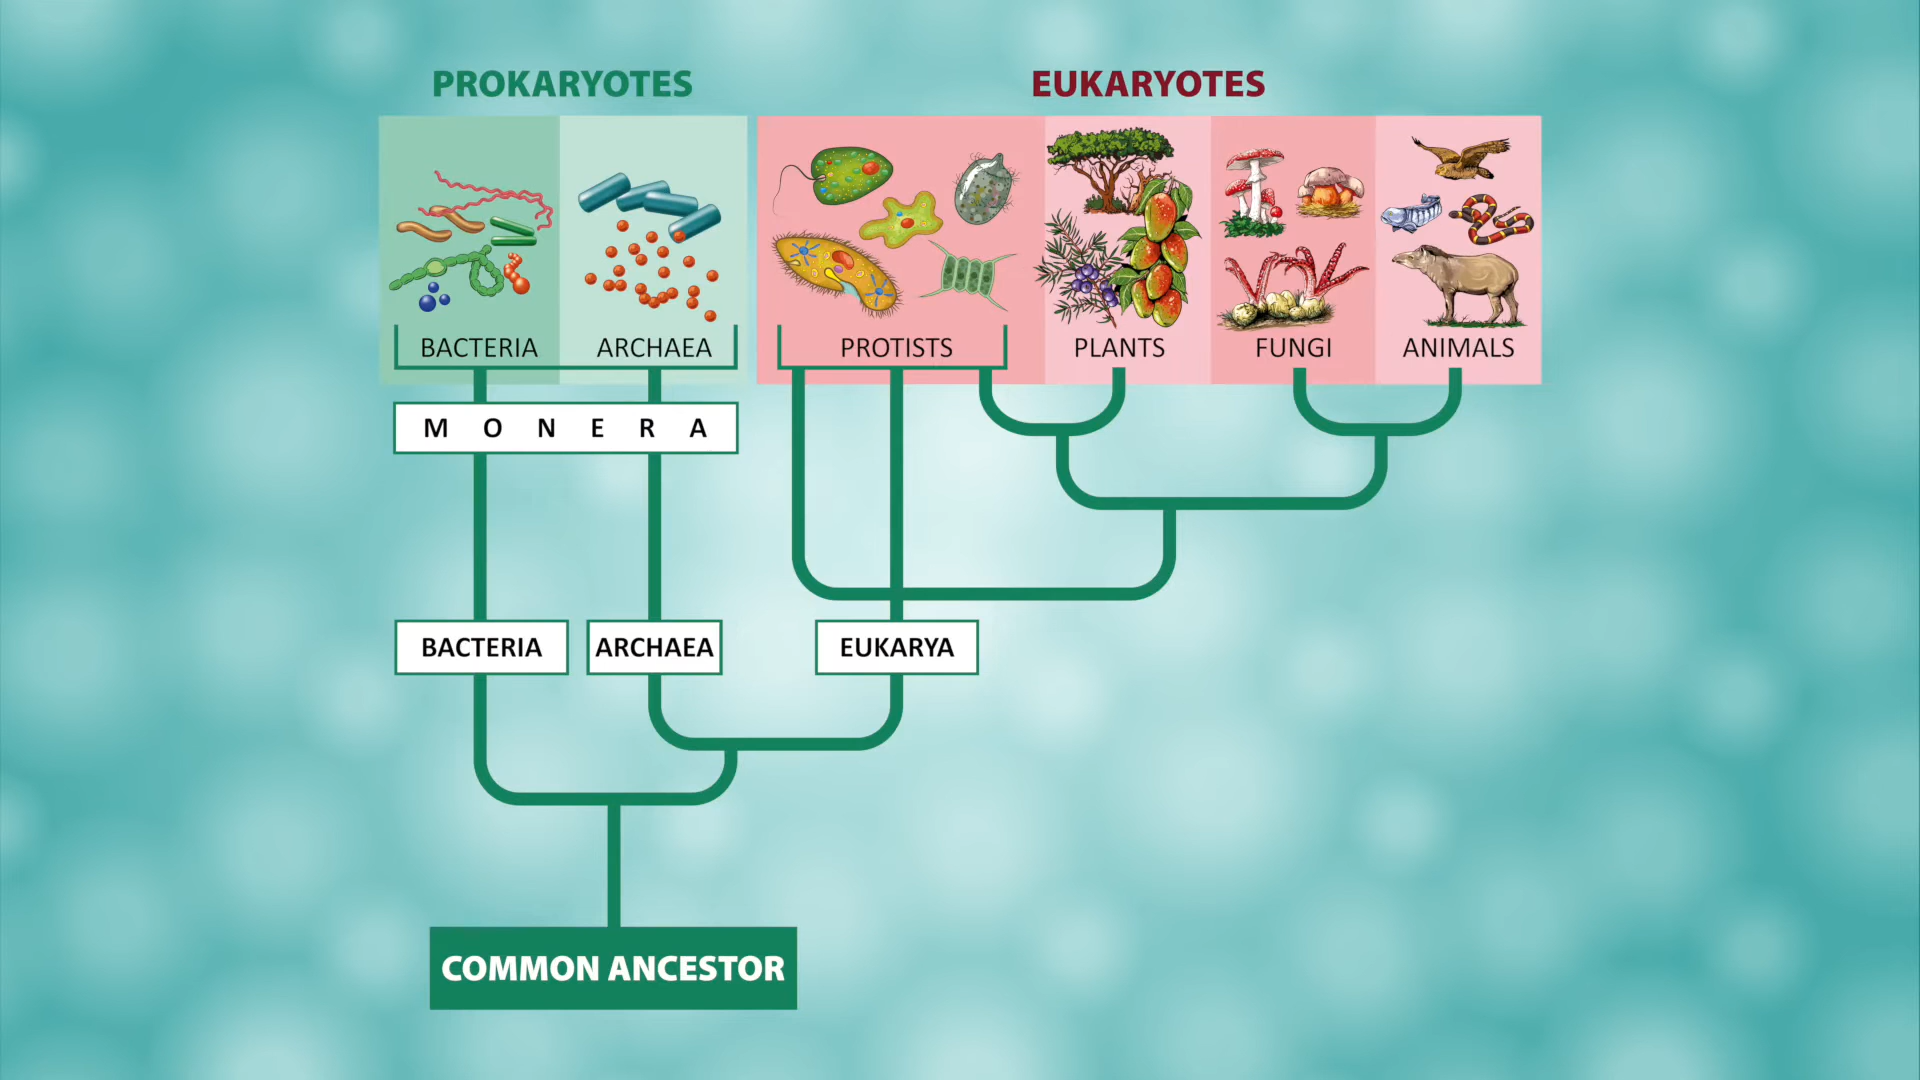 PROKARYOTES
EUKARYOTES
BACTERIA
ARCHAEA
PROTISTS
PLANTS
FUNGI
ANIMALS
M O N E R A
BACTERIA
ARCHAEA
EUKARYA
COMMON ANCESTOR